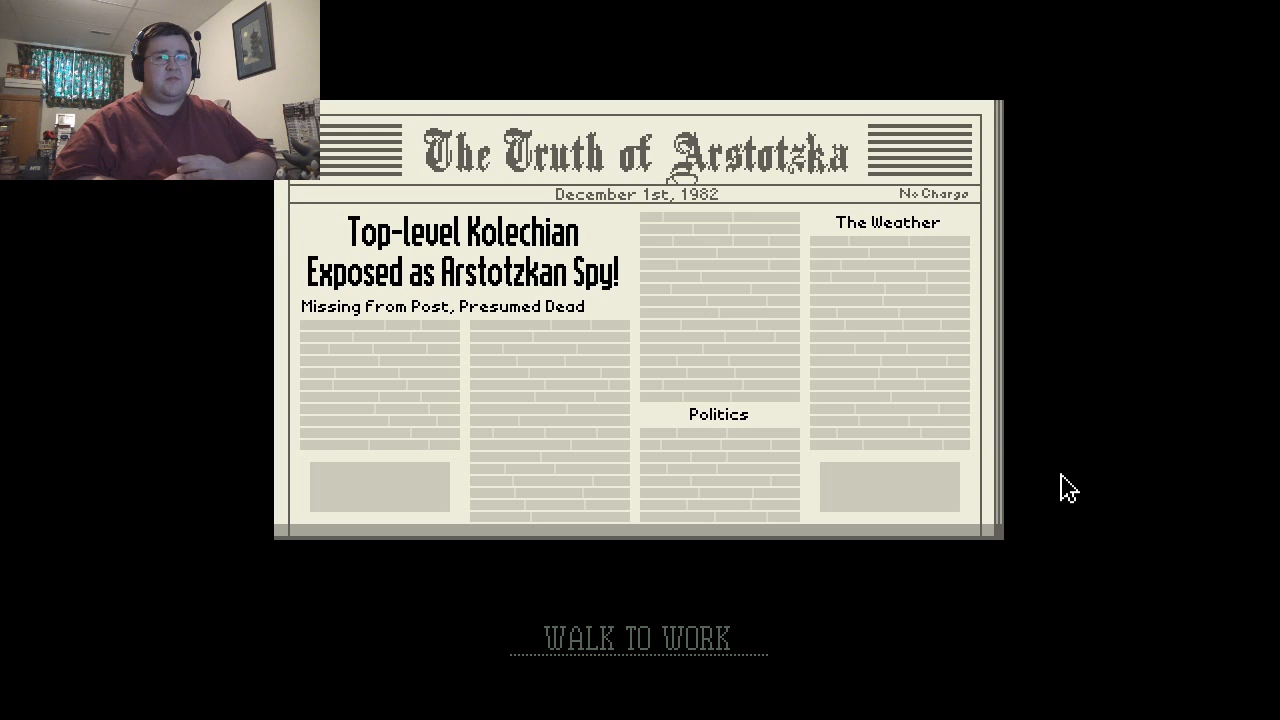 The Truth of Arstotzka
December 1st, 1982
No Charge
Top-level Kolechian
Exposed as Arstotzkan Spy!
Missing From Post, Presumed Dead
The Weather
Politics
WALK TO WORK